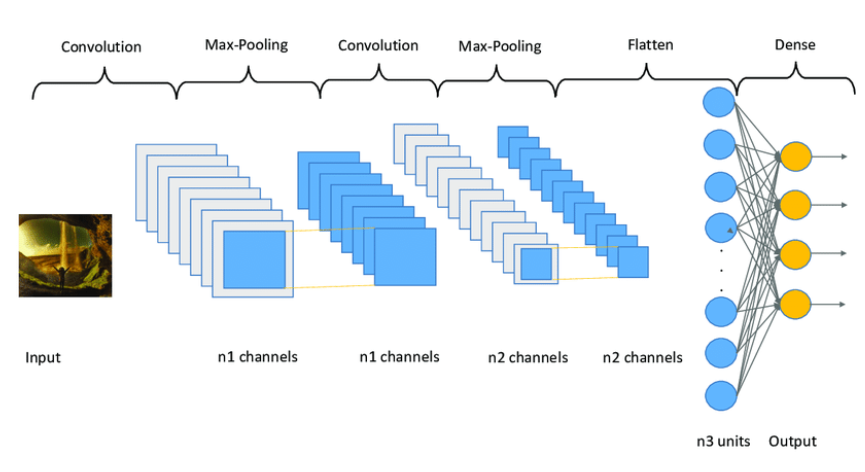 Convolution
Max-Pooling
Convolution
Max-Pooling
Flatten
Dense
Input
n1 channels
n1 channels
n2 channels
n2 channels
n3 units
Output